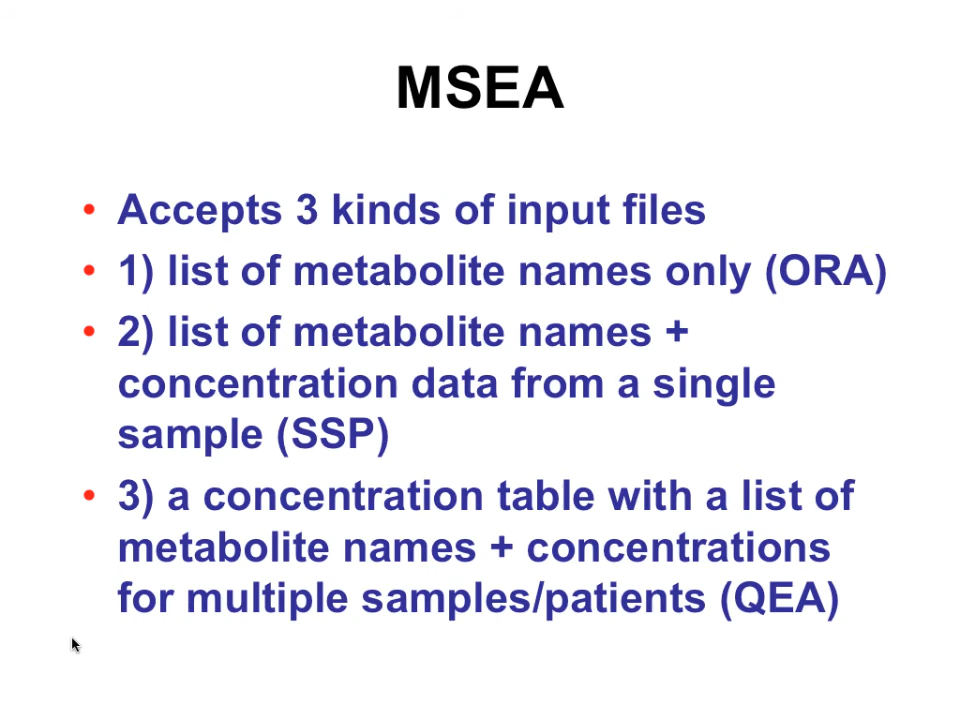 MSEA
• Accepts 3 kinds of input files
• 1) list of metabolite names only (ORA)
• 2) list of metabolite names +
concentration data from a single
sample (SSP)
• 3) a concentration table with a list of
metabolite names + concentrations
for multiple samples/patients (QEA)